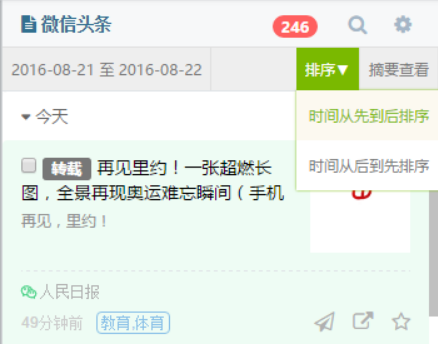 微信头条 246
2016-08-21 至 2016-08-22 排序▼ 摘要查看
时间从先到后排序
今天
时间从后到先排序
转载 再见里约！一张超燃长
图，全景再现奥运难忘瞬间（手机
再见，里约！
人民日报
49分钟前 教育,体育